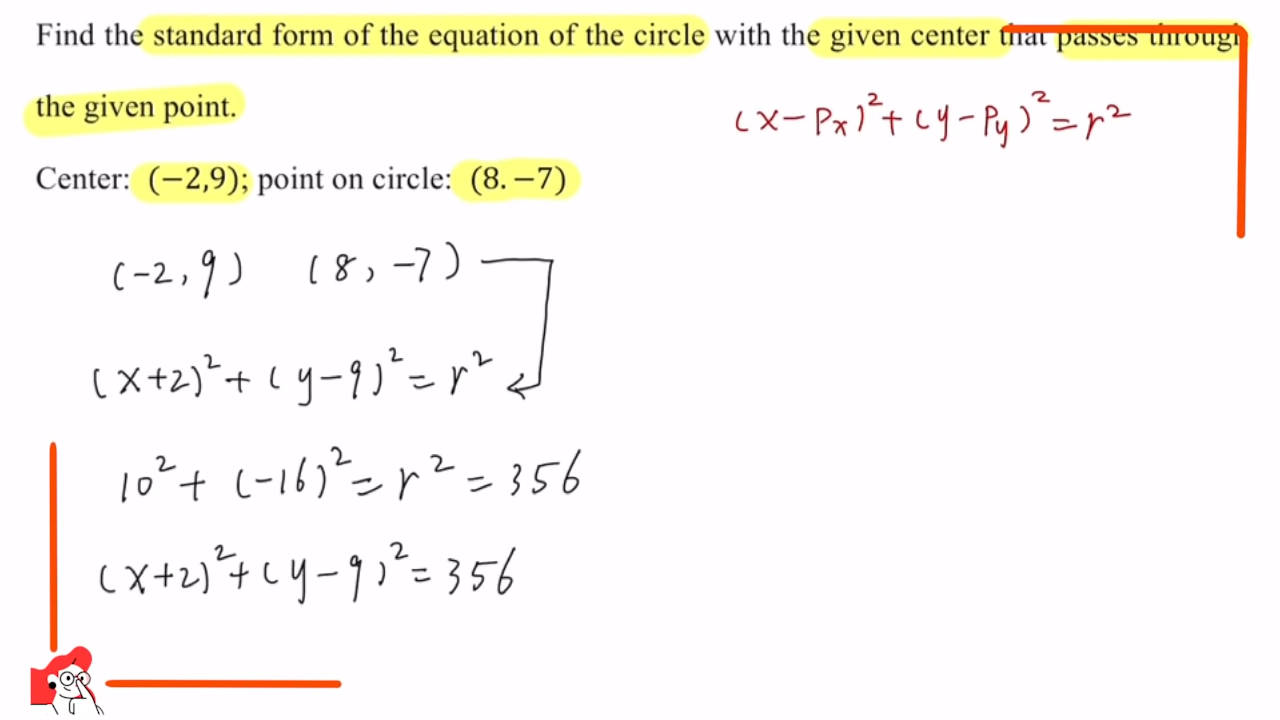 Find the standard form of the equation of the circle with the given center that passes through
the given point.
(x-Px)²+(y-Py)²=r²
Center: (−2,9); point on circle: (8.−7)
(-2,9) (8,-7)
(x+2)²+(y-9)²=r²
10²+(-16)²=r²=356
(x+2)²+(y-9)²=356